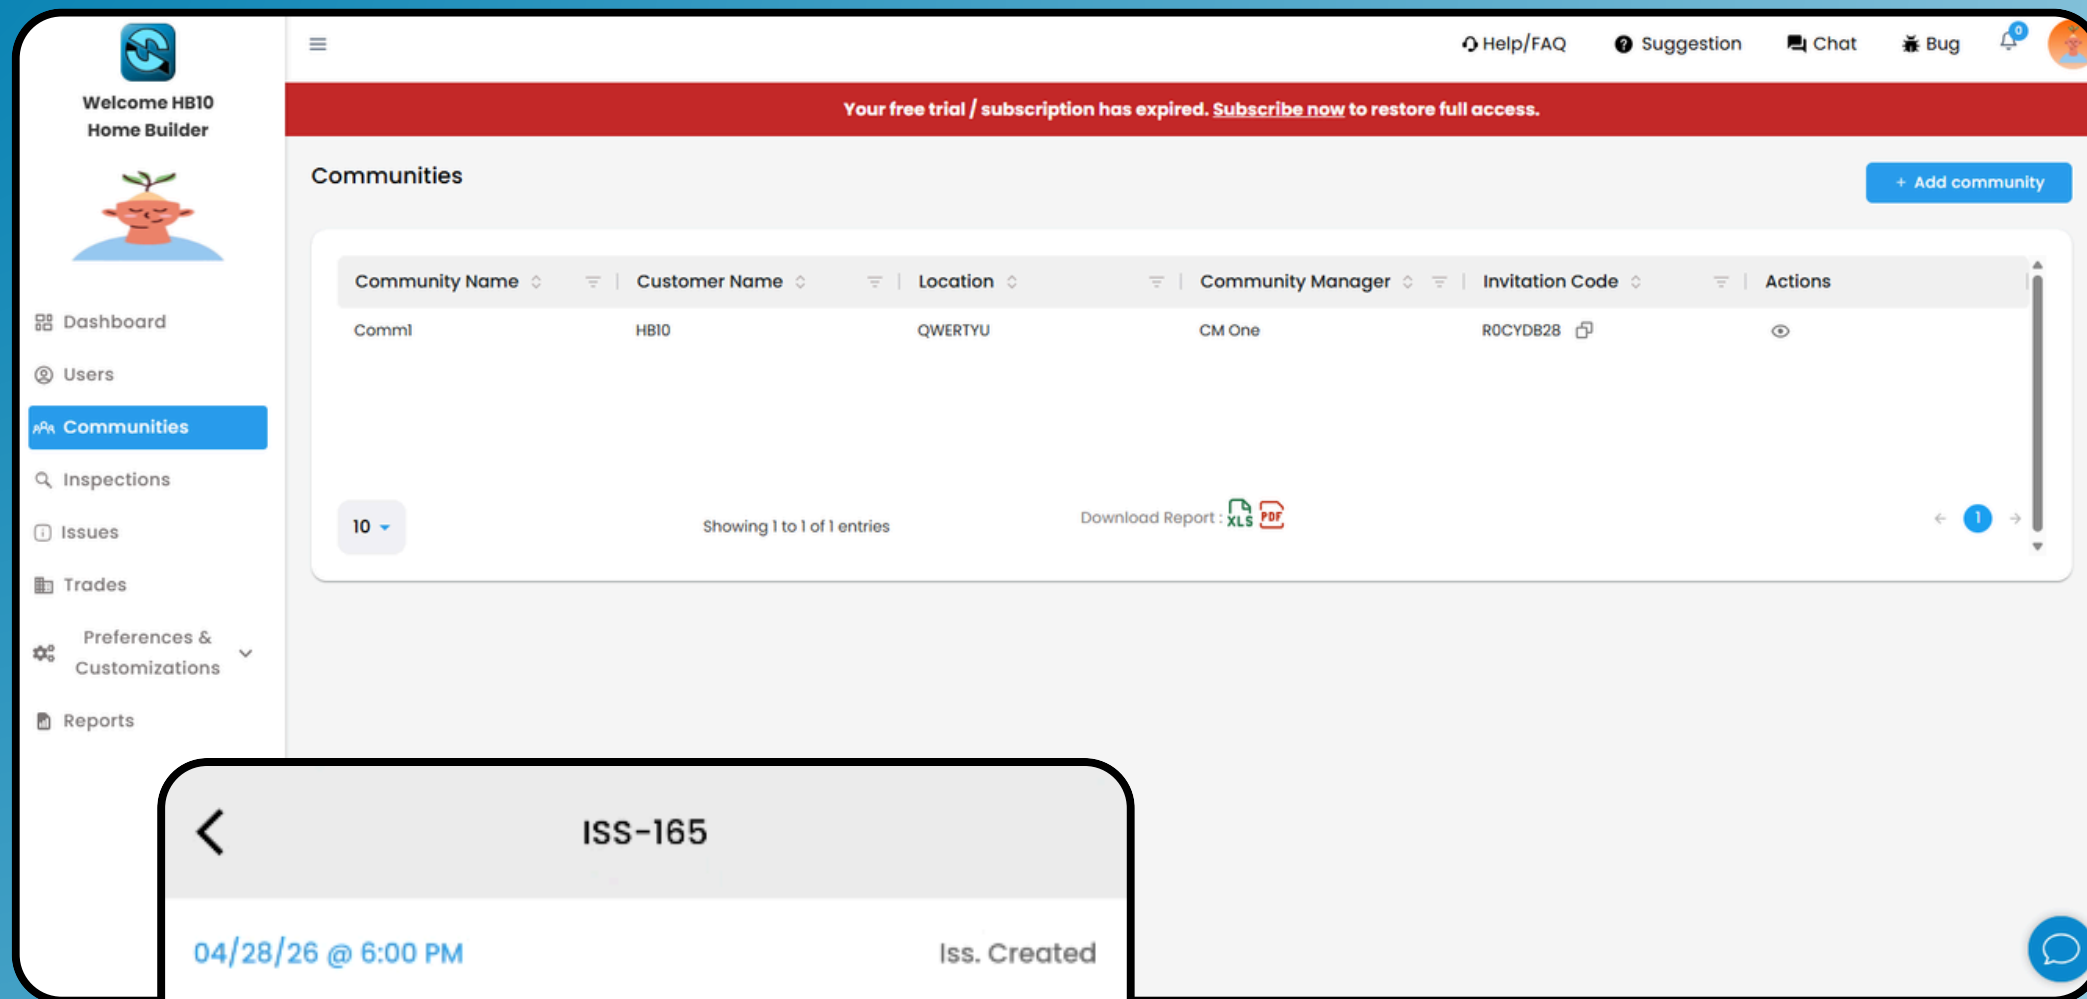 Welcome HB10
Home Builder
Dashboard
Users
Communities
Inspections
Issues
Trades
Preferences &
Customizations
Reports
Help/FAQ Suggestion Chat Bug 0
Your free trial / subscription has expired. Subscribe now to restore full access.
Communities
+ Add community
Community Name Customer Name Location Community Manager Invitation Code Actions
Comm1 HB10 QWERTYU CM One R0CYDB28
10 Showing 1 to 1 of 1 entries Download Report : XLS PDF 1
ISS-165
04/28/26 @ 6:00 PM Iss. Created